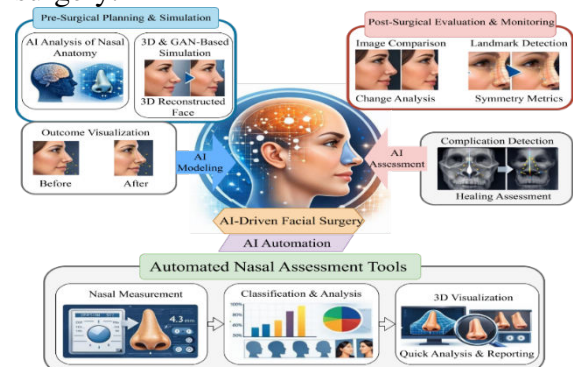 surgery.
Pre-Surgical Planning & Simulation
AI Analysis of Nasal
Anatomy
3D & GAN-Based
Simulation
3D Reconstructed
Face
Post-Surgical Evaluation & Monitoring
Image Comparison
Landmark Detection
Change Analysis
Symmetry Metrics
Outcome Visualization
Before
After
AI
Modeling
AI
Assessment
Complication Detection
Healing Assessment
AI-Driven Facial Surgery
AI Automation
Automated Nasal Assessment Tools
Nasal Measurement
4.3
Classification & Analysis
100%
3D Visualization
Quick Analysis & Reporting